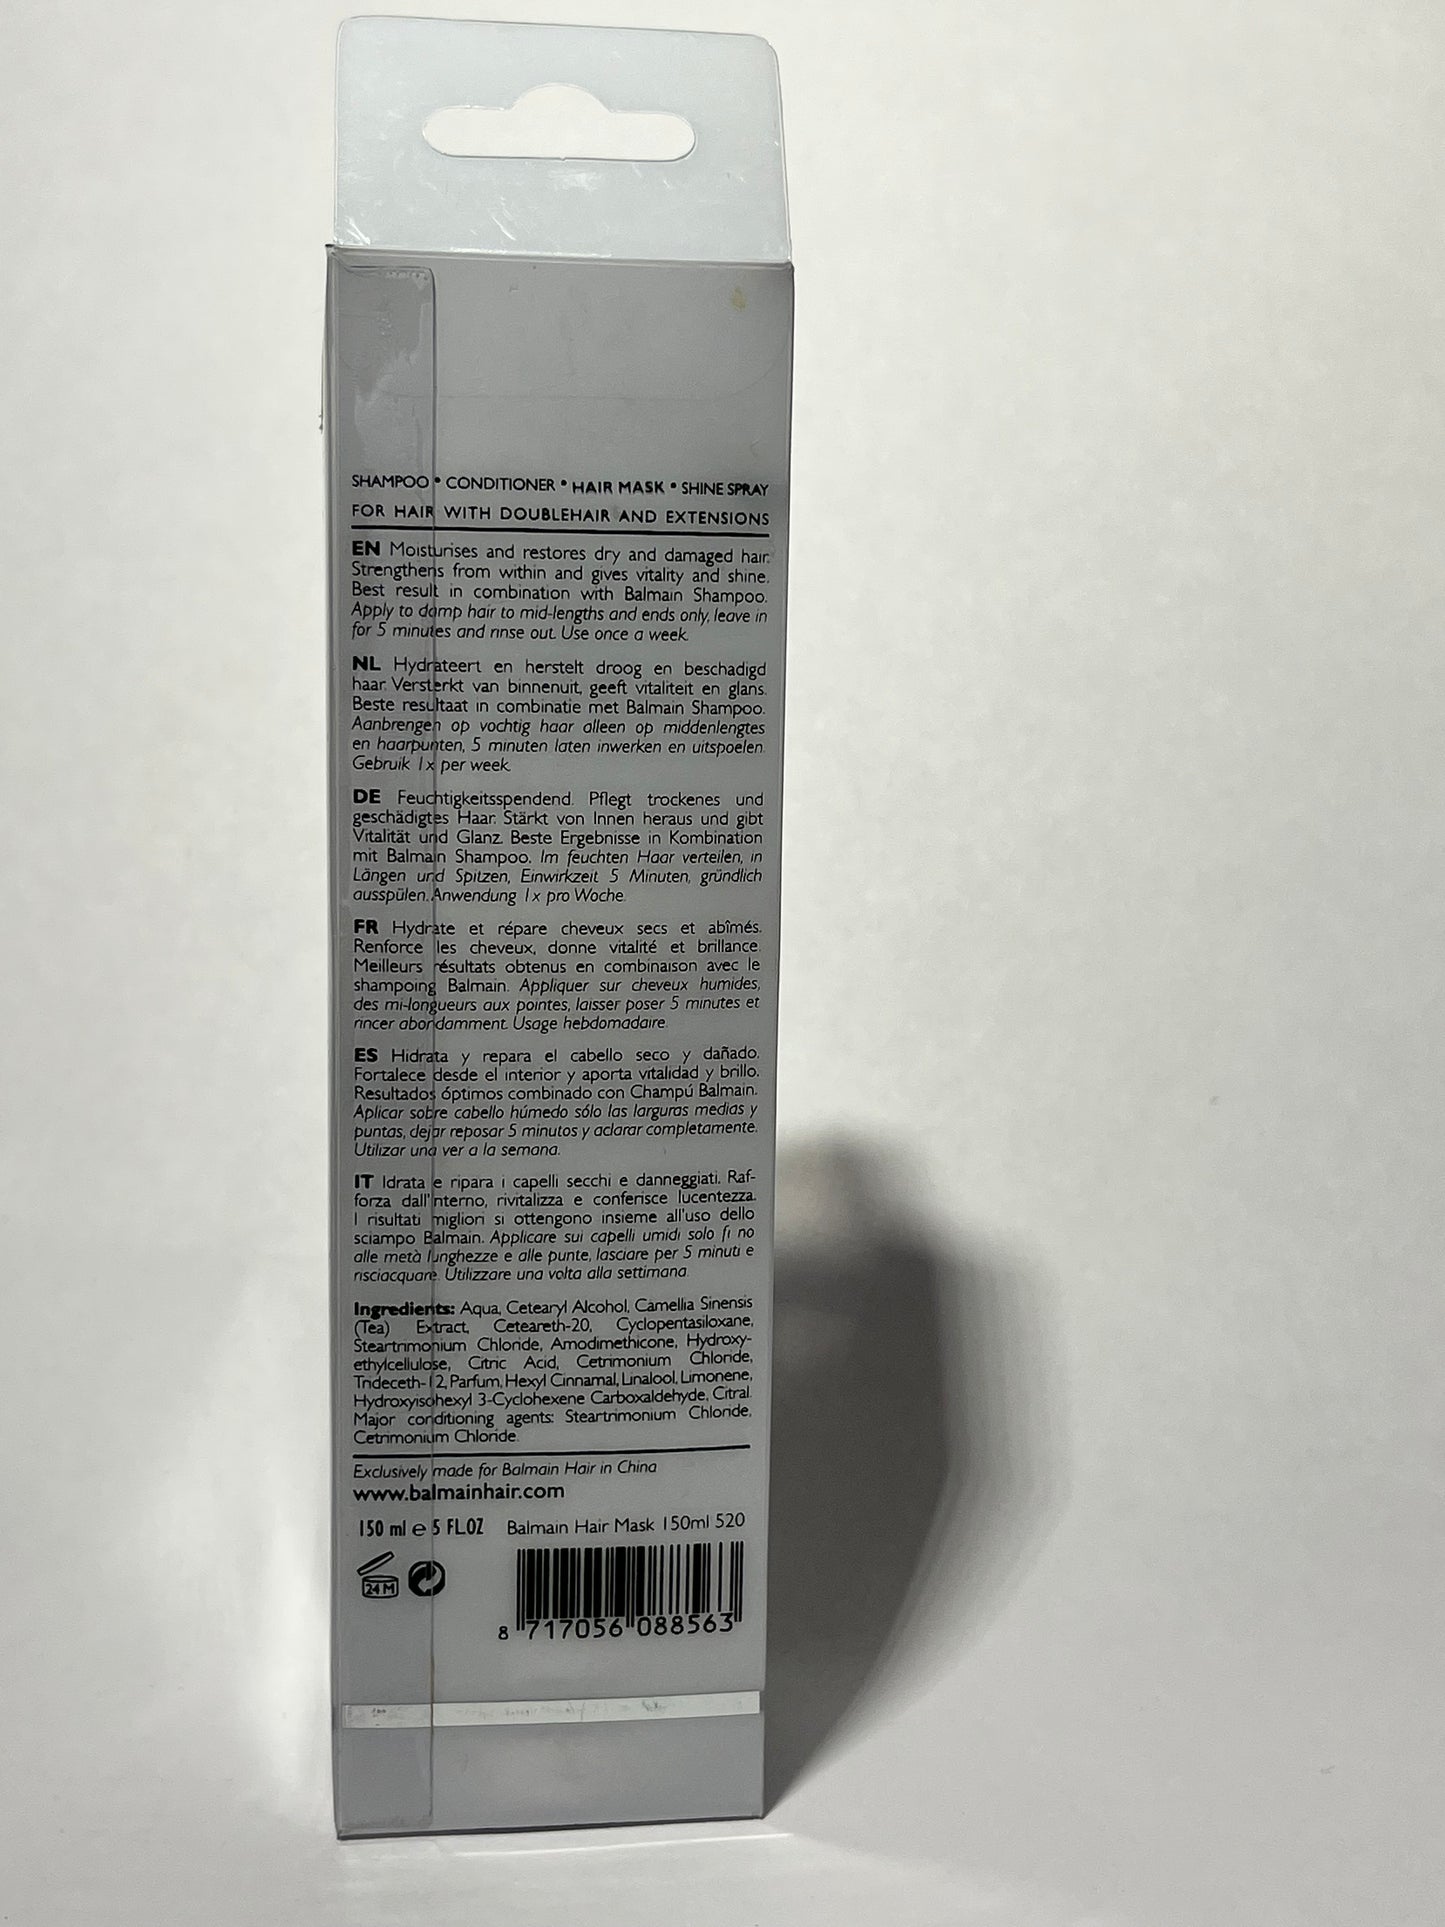 SHAMPOO • CONDITIONER • HAIR MASK • SHINE SPRAY
FOR HAIR WITH DOUBLEHAIR AND EXTENSIONS
EN Moisturises and restores dry and damaged hair.
Strengthens from within and gives vitality and shine.
Best result in combination with Balmain Shampoo.
Apply to damp hair to mid-lengths and ends only, leave in
for 5 minutes and rinse out. Use once a week.
NL Hydrateert en herstelt droog en beschadigd
haar. Versterkt van binnenuit, geeft vitaliteit en glans.
Beste resultaat in combinatie met Balmain Shampoo.
Aanbrengen op vochtig haar alleen op middenlengtes
en haarpunten, 5 minuten laten inwerken en uitspoelen.
Gebruik 1x per week.
DE Feuchtigkeitsspendend. Pflegt trockenes und
geschädigtes Haar. Stärkt von Innen heraus und gibt
Vitalität und Glanz. Beste Ergebnisse in Kombination
mit Balmain Shampoo. Im feuchten Haar verteilen, in
Längen und Spitzen, Einwirkzeit 5 Minuten, gründlich
ausspülen. Anwendung 1x pro Woche.
FR Hydrate et répare cheveux secs et abîmés.
Renforce les cheveux, donne vitalité et brillance.
Meilleurs résultats obtenus en combinaison avec le
shampoing Balmain. Appliquer sur cheveux humides,
des mi-longueurs aux pointes, laisser poser 5 minutes et
rincer abondamment. Usage hebdomadaire.
ES Hidrata y repara el cabello seco y dañado.
Fortalece desde el interior y aporta vitalidad y brillo.
Resultados óptimos combinado con Champú Balmain.
Aplicar sobre cabello húmedo sólo las larguras medias y
puntas, dejar reposar 5 minutos y aclarar completamente.
Utilizar una ver a la semana.
IT Idrata e ripara i capelli secchi e danneggiati. Raf-
forza dall'interno, rivitalizza e conferisce lucentezza.
I risultati migliori si ottengono insieme all'uso dello
sciampo Balmain. Applicare sui capelli umidi solo fi no
alle metà lunghezze e alle punte, lasciare per 5 minuti e
risciacquare. Utilizzare una volta alla settimana.
Ingredients: Aqua, Cetearyl Alcohol, Camellia Sinensis
(Tea) Extract, Ceteareth-20, Cyclopentasiloxane,
Steartrimonium Chloride, Amodimethicone, Hydroxy-
ethylcellulose, Citric Acid, Cetrimonium Chloride,
Trideceth-12, Parfum, Hexyl Cinnamal, Linalool, Limonene,
Hydroxyisohexyl 3-Cyclohexene Carboxaldehyde, Citral.
Major conditioning agents: Steartrimonium Chloride,
Cetrimonium Chloride.
Exclusively made for Balmain Hair in China
www.balmainhair.com
150 ml ℮ 5 FL.OZ Balmain Hair Mask 150ml 520
24 M
8 717056 088563